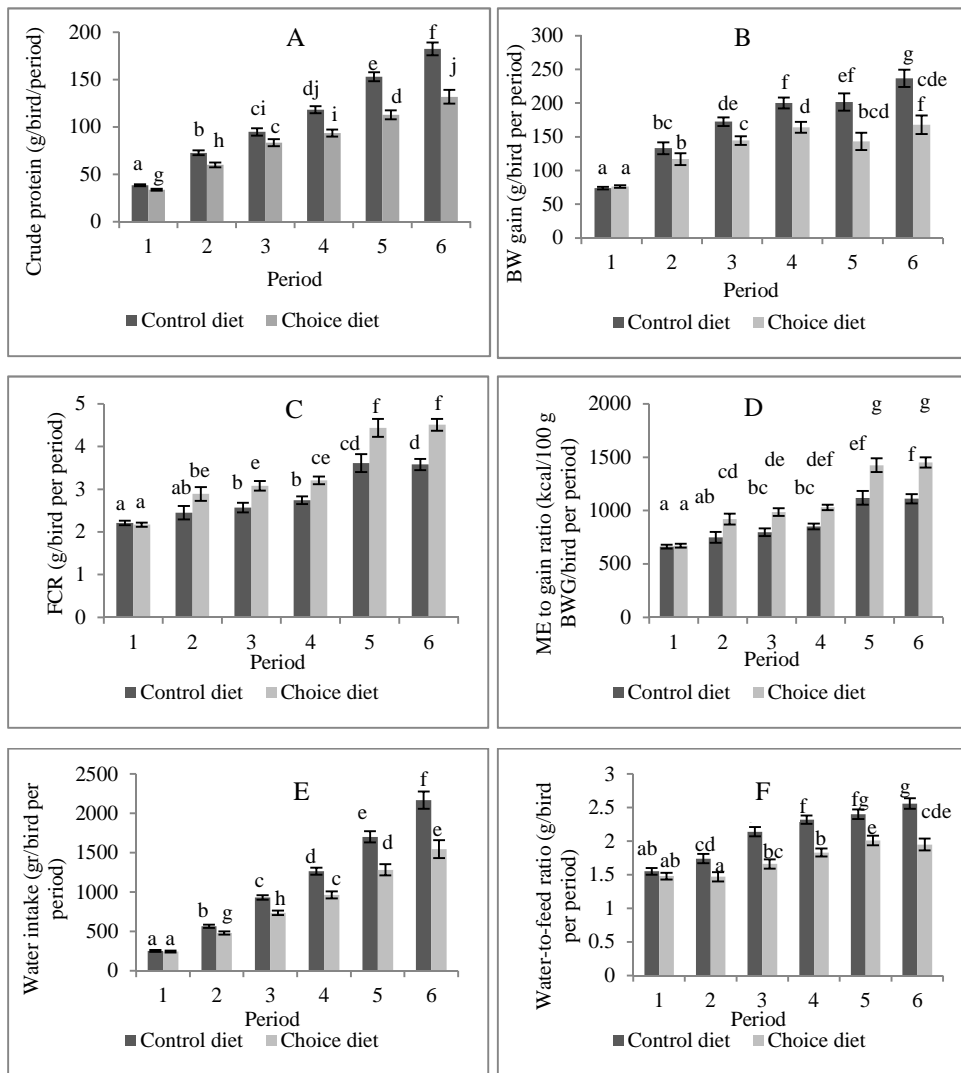 A
Crude protein (g/bird/period)
200
150
100
50
0
a g b h ci c dj i e d f j
1 2 3 4 5 6
Period
Control diet Choice diet
B
BW gain (g/bird per period)
300
250
200
150
100
50
0
a a bc b de c f d ef bcd g f cde
1 2 3 4 5 6
Period
Control diet Choice diet
C
FCR (g/bird per period)
5
4
3
2
1
0
a a ab be b e b ce cd f d f
1 2 3 4 5 6
Period
Control diet Choice diet
D
ME to gain ratio (kcal/100 g
BWG/bird per period)
2000
1500
1000
500
0
a a ab cd bc de bc def ef g f g
1 2 3 4 5 6
Period
Control diet Choice diet
E
Water intake (gr/bird per
period)
2500
2000
1500
1000
500
0
a a b g c h d c e d f e
1 2 3 4 5 6
Period
Control diet Choice diet
F
Water-to-feed ratio (g/bird
per period)
3
2.5
2
1.5
1
0.5
0
ab ab cd a bc f b fg e g cde
1 2 3 4 5 6
Period
Control diet Choice diet